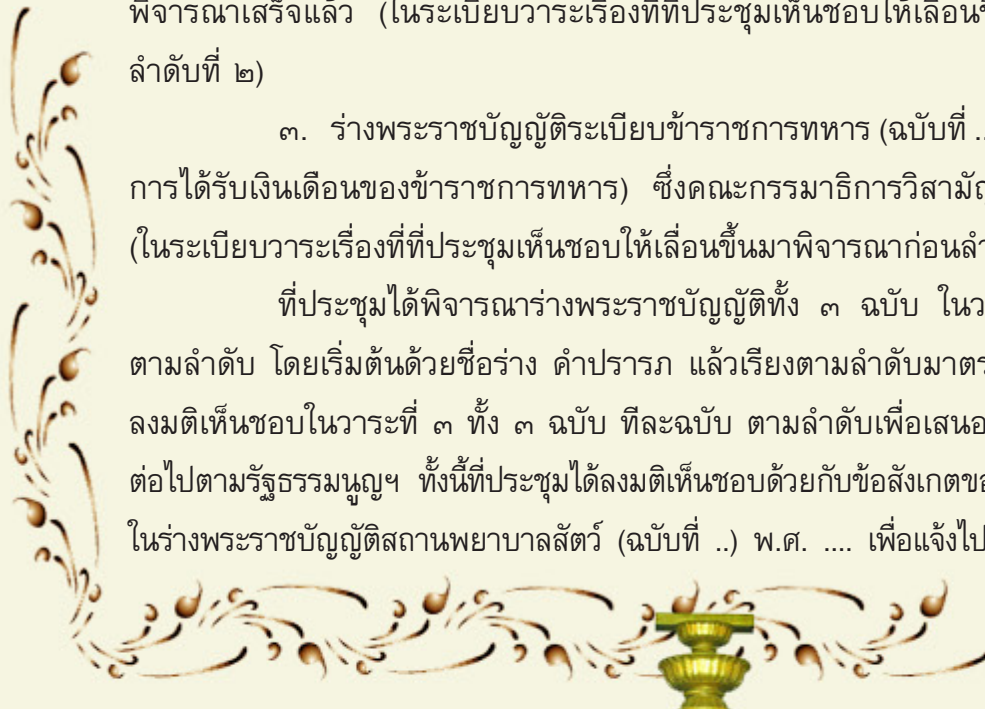 พิจารณาเสร็จแล้ว (ในระเบียบวาระเรื่องที่ที่ประชุมเห็นชอบให้เลื่อน
ลำดับที่ ๒)
๓. ร่างพระราชบัญญัติระเบียบข้าราชการทหาร (ฉบับที่ ..
การได้รับเงินเดือนของข้าราชการทหาร) ซึ่งคณะกรรมาธิการวิสามัญ
(ในระเบียบวาระเรื่องที่ที่ประชุมเห็นชอบให้เลื่อนขึ้นมาพิจารณาก่อน
ที่ประชุมได้พิจารณาร่างพระราชบัญญัติทั้ง ๓ ฉบับ ใน
ตามลำดับ โดยเริ่มต้นด้วยชื่อร่าง คำปรารภ แล้วเรียงตามลำดับ
ลงมติเห็นชอบในวาระที่ ๓ ทั้ง ๓ ฉบับ ทีละฉบับ ตามลำดับเพื่อเสนอ
ต่อไปตามรัฐธรรมนูญฯ ทั้งนี้ที่ประชุมได้ลงมติเห็นชอบด้วยกับข้อสังเกต
ในร่างพระราชบัญญัติสถานพยาบาลสัตว์ (ฉบับที่ ..) พ.ศ. .... เพื่อแจ้งไป